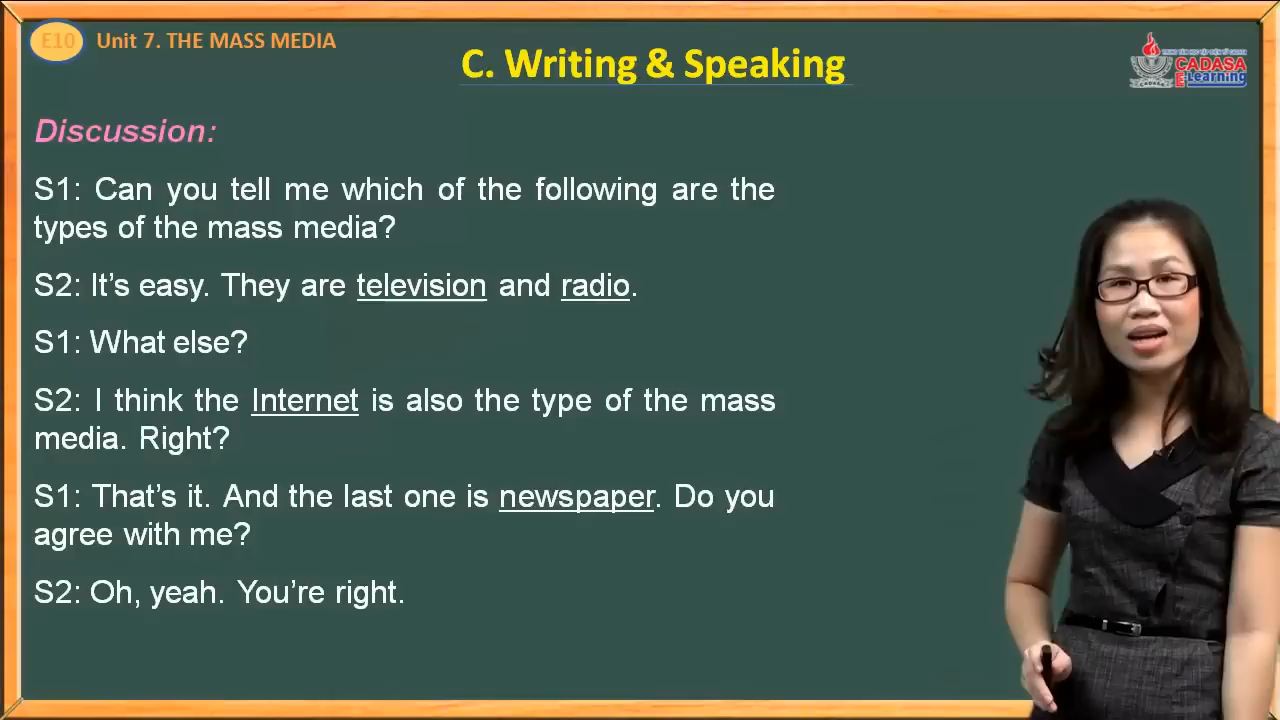 E10 Unit 7. THE MASS MEDIA
C. Writing & Speaking
CADASA
E-Learning
Discussion:
S1: Can you tell me which of the following are the
types of the mass media?
S2: It's easy. They are television and radio.
S1: What else?
S2: I think the Internet is also the type of the mass
media. Right?
S1: That's it. And the last one is newspaper. Do you
agree with me?
S2: Oh, yeah. You're right.